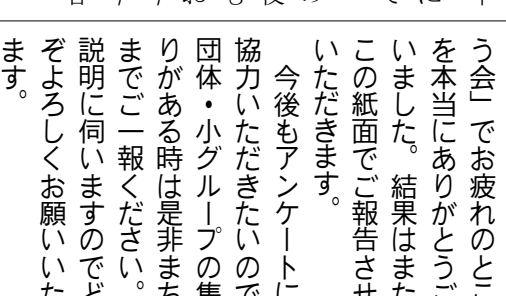 う会」でお疲れのとこ
を本当にありがとうご
いました。結果はまた
この紙面でご報告させ
いただきます。
今後もアンケートに
協力いただきたいので
団体・小グループの集
りがある時は是非まち
までご一報ください。
説明に伺いますのでど
ぞよろしくお願いいた
ます。